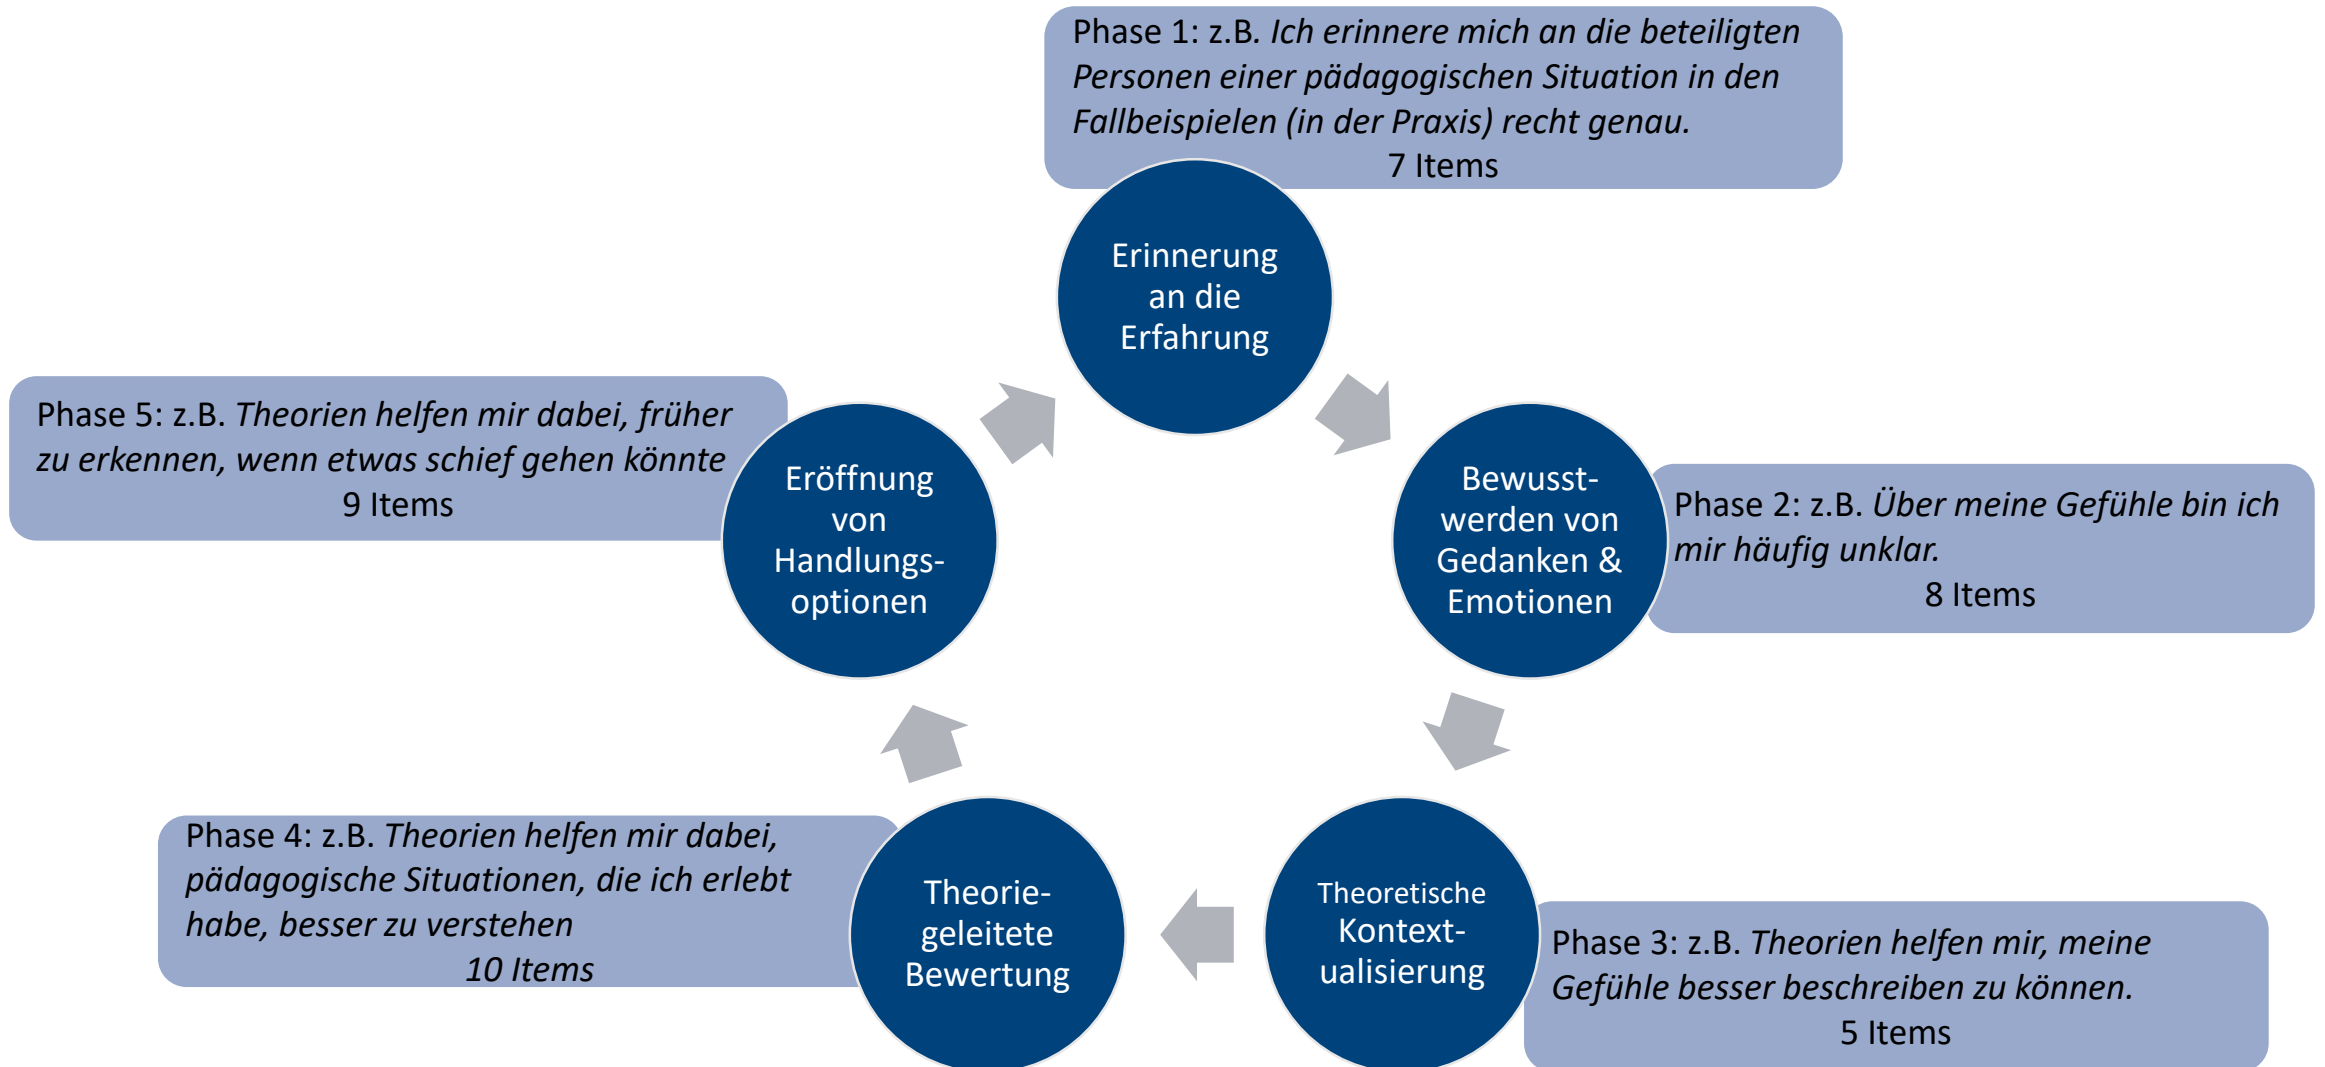 Phase 1: z.B. Ich erinnere mich an die beteiligten
Personen einer pädagogischen Situation in den
Fallbeispielen (in der Praxis) recht genau.
7 Items
Erinnerung
an die
Erfahrung
Phase 2: z.B. Über meine Gefühle bin ich
mir häufig unklar.
8 Items
Bewusst-
werden von
Gedanken &
Emotionen
Phase 3: z.B. Theorien helfen mir, meine
Gefühle besser beschreiben zu können.
5 Items
Theoretische
Kontext-
ualisierung
Phase 4: z.B. Theorien helfen mir dabei,
pädagogische Situationen, die ich erlebt
habe, besser zu verstehen
10 Items
Theorie-
geleitete
Bewertung
Phase 5: z.B. Theorien helfen mir dabei, früher
zu erkennen, wenn etwas schief gehen könnte
9 Items
Eröffnung
von
Handlungs-
optionen